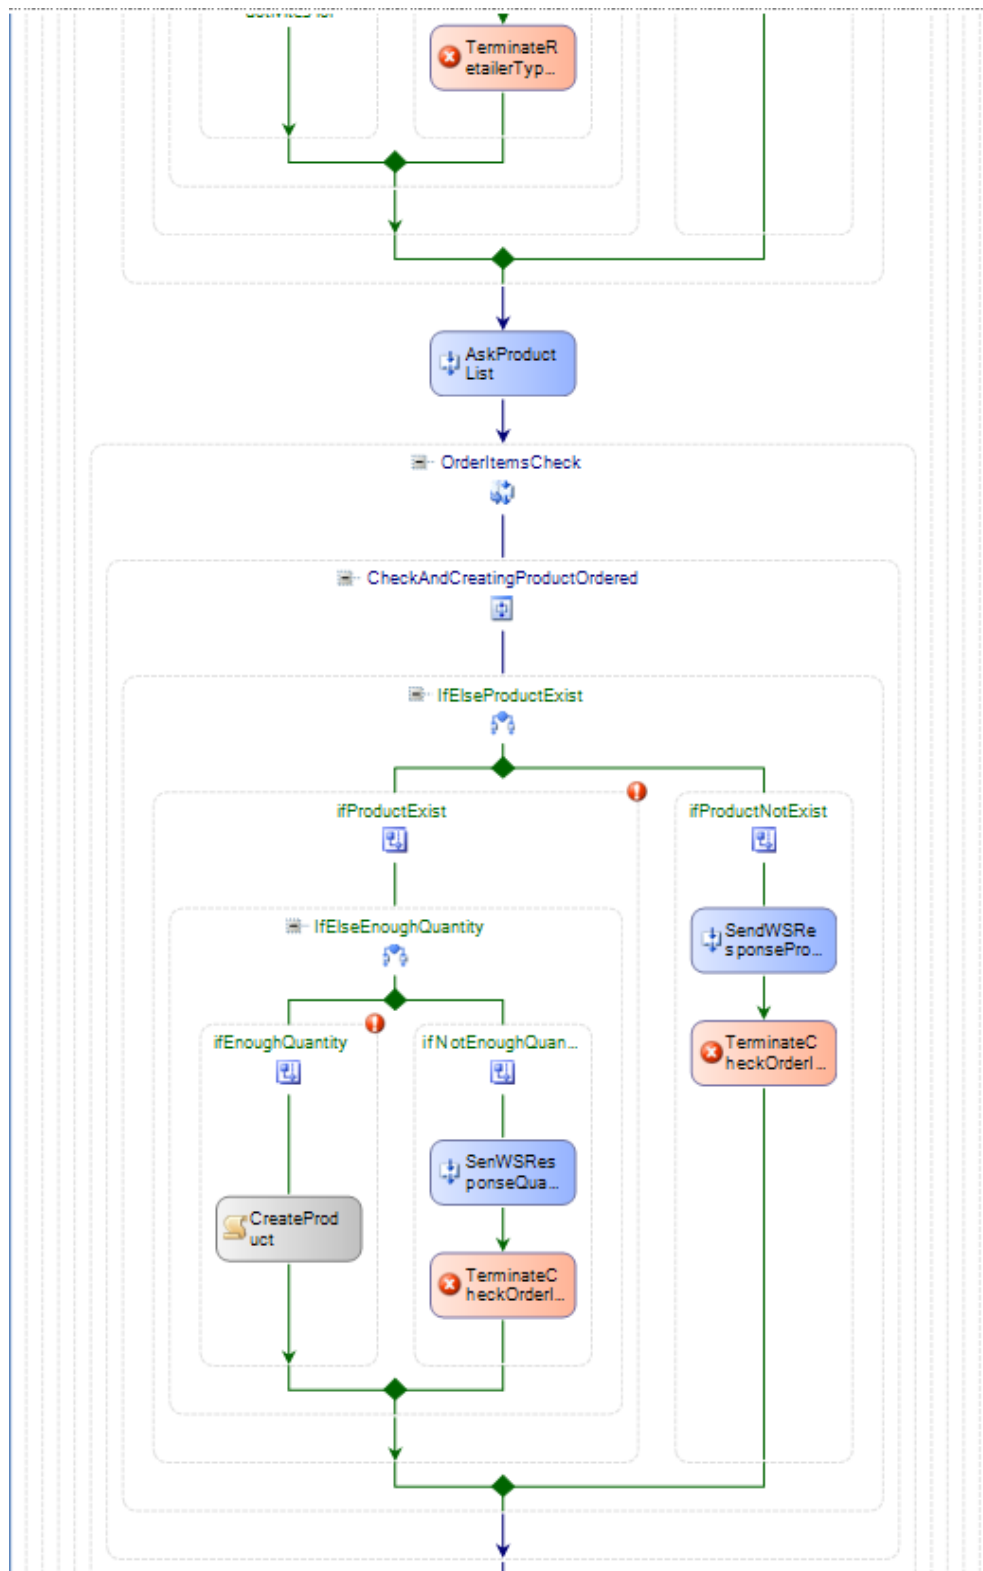 TerminateR
etailerTyp...
AskProduct
List
OrderItemsCheck
CheckAndCreatingProductOrdered
IfElseProductExist
ifProductExist
ifProductNotExist
IfElseEnoughQuantity
SendWSRe
sponsePro...
ifEnoughQuantity
ifNotEnoughQuan...
TerminateC
heckOrderI...
SenWSRes
ponseQua...
CreateProd
uct
TerminateC
heckOrderI...